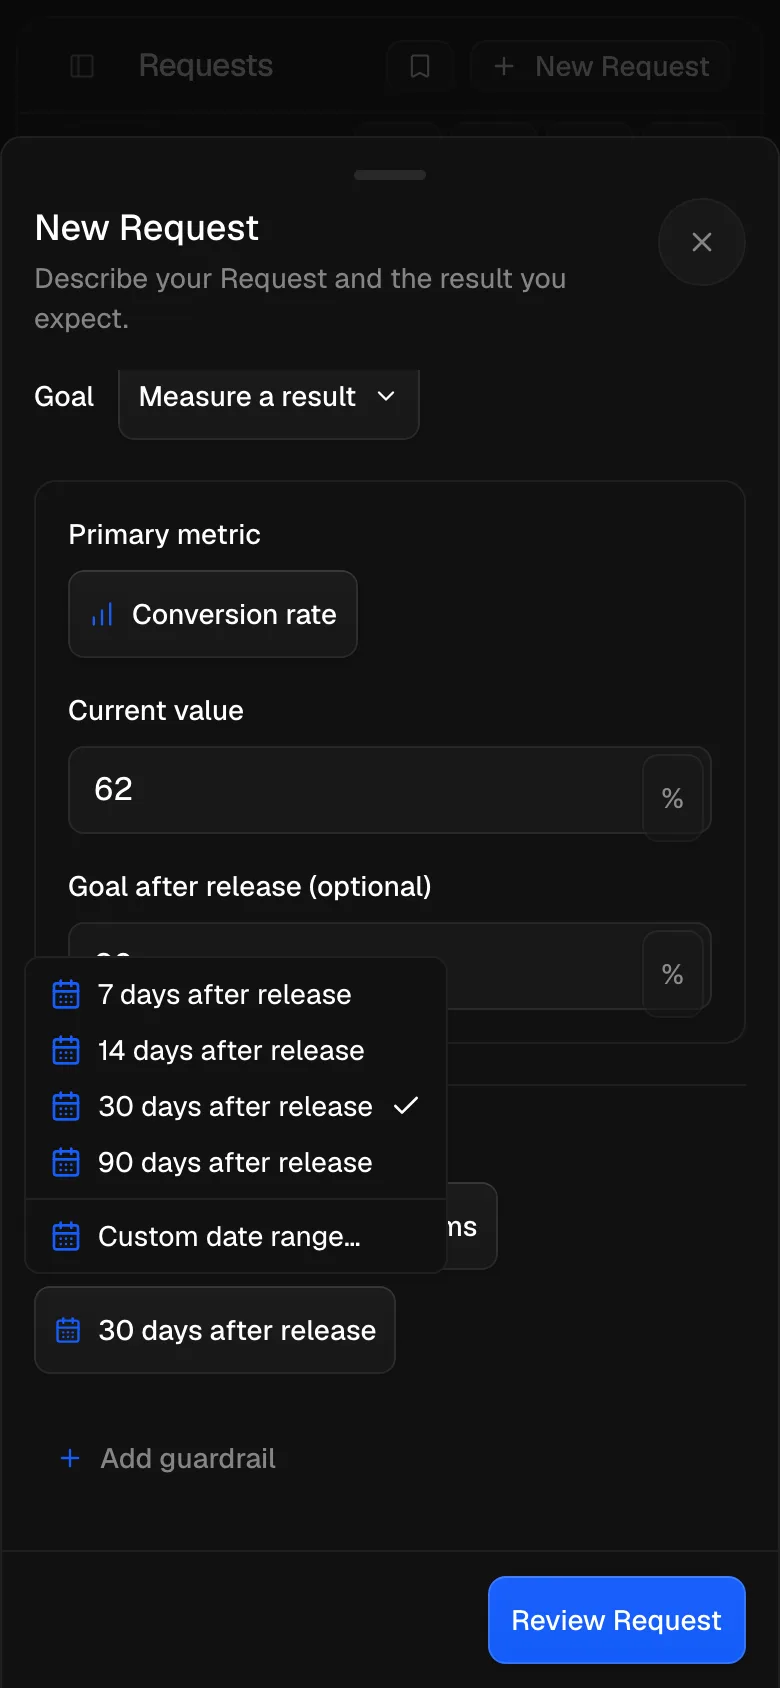 Requests
New Request
New Request
Describe your Request and the result you
expect.
Goal
Measure a result
Primary metric
Conversion rate
Current value
62
%
Goal after release (optional)
%
7 days after release
14 days after release
30 days after release
90 days after release
Custom date range...
30 days after release
Add guardrail
Review Request